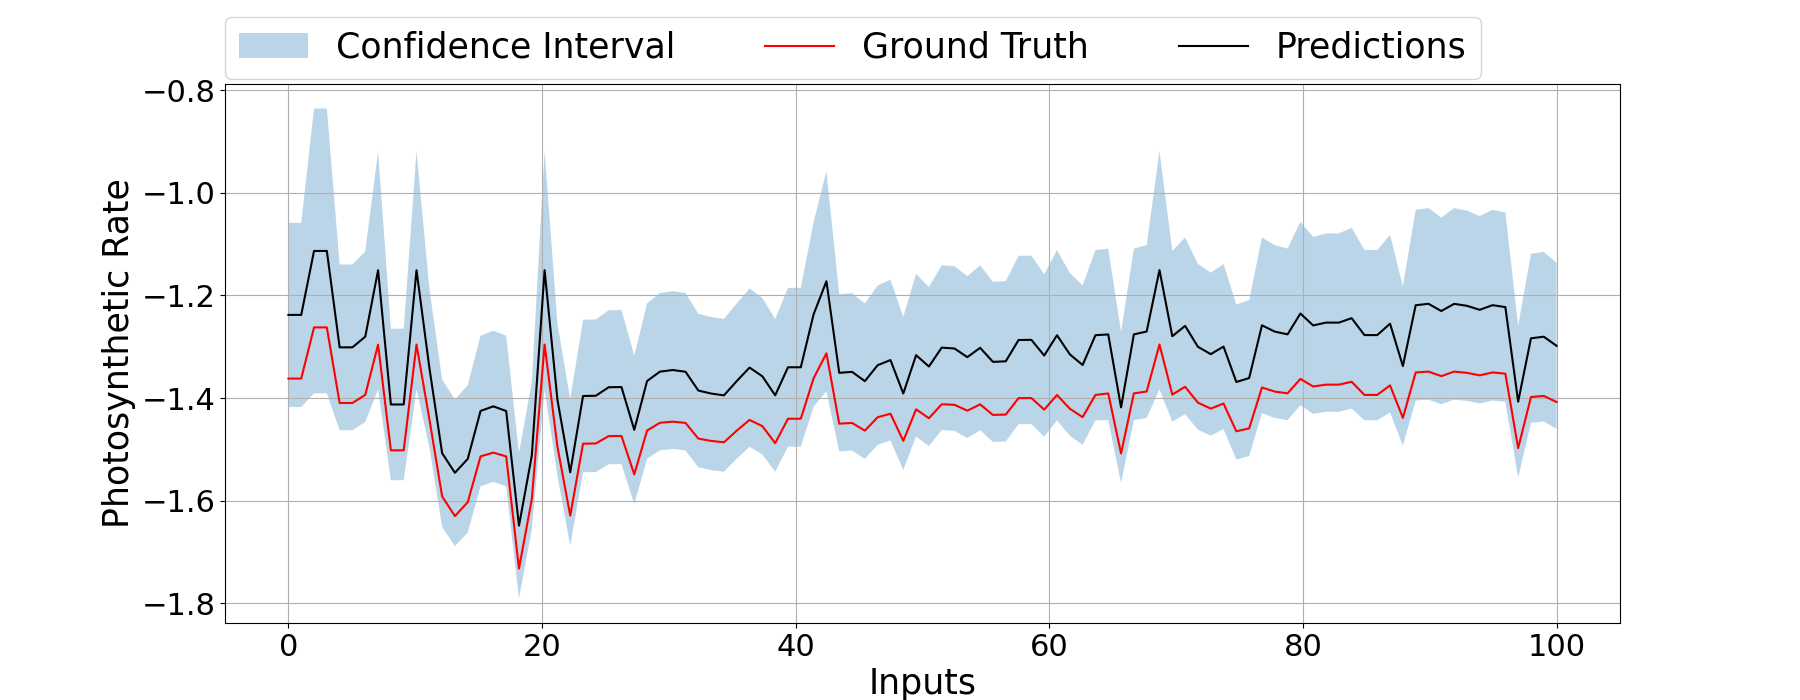 Confidence Interval Ground Truth Predictions
−0.8
−1.0
−1.2
−1.4
−1.6
−1.8
Photosynthetic Rate
0 20 40 60 80 100
Inputs